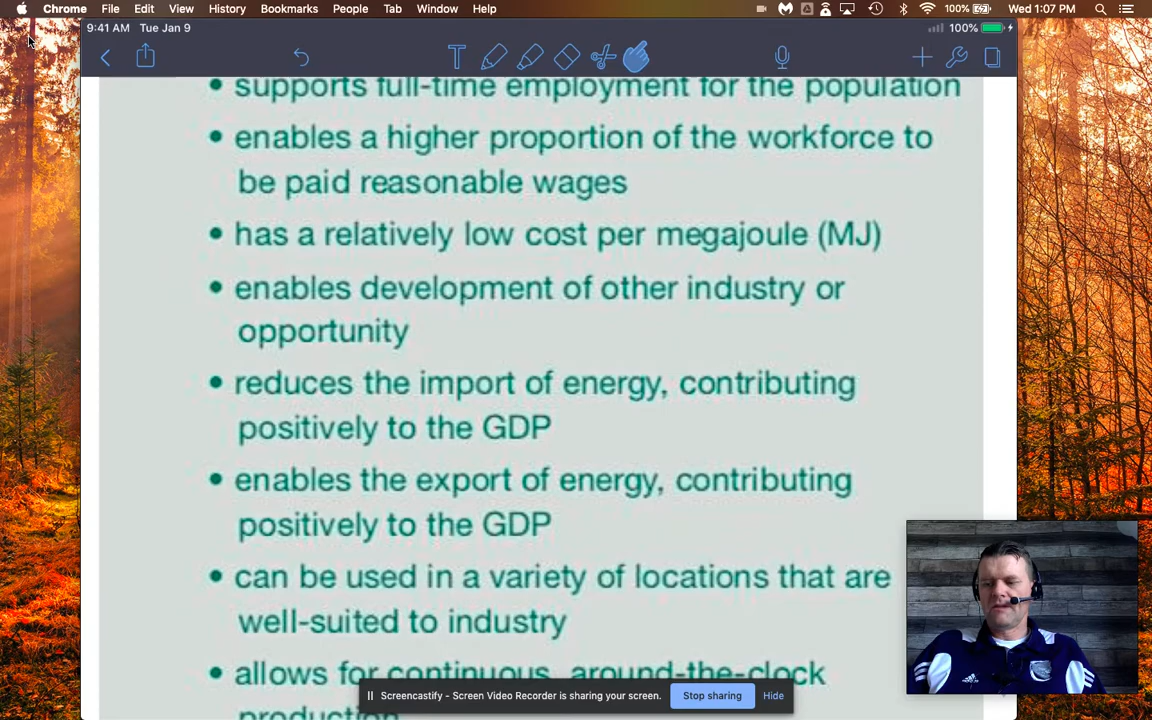 Chrome File Edit View History Bookmarks People Tab Window Help 100% Wed 1:07 PM
9:41 AM Tue Jan 9 100%
T
• supports full-time employment for the population
• enables a higher proportion of the workforce to
be paid reasonable wages
• has a relatively low cost per megajoule (MJ)
• enables development of other industry or
opportunity
• reduces the import of energy, contributing
positively to the GDP
• enables the export of energy, contributing
positively to the GDP
• can be used in a variety of locations that are
well-suited to industry
• allows for continuous, around-the-clock
production
Screencastify - Screen Video Recorder is sharing your screen. Stop sharing Hide
adidas